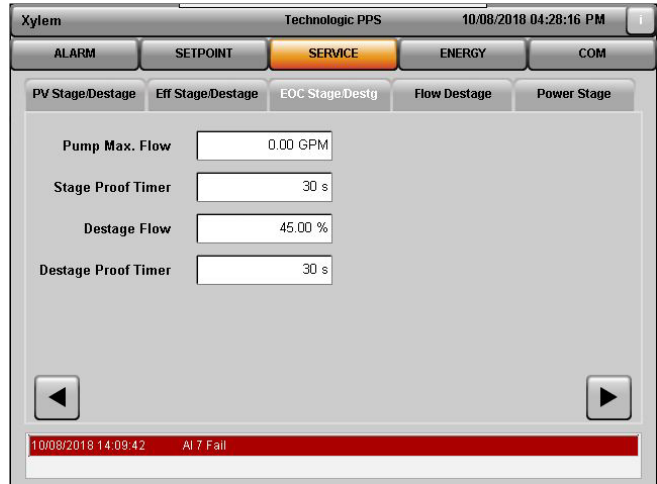 Xylem Technologic PPS 10/08/2018 04:28:16 PM i
ALARM SETPOINT SERVICE ENERGY COM
PV Stage/Destage Eff Stage/Destage EOC Stage/Destg Flow Destage Power Stage
Pump Max. Flow 0.00 GPM
Stage Proof Timer 30 s
Destage Flow 45.00 %
Destage Proof Timer 30 s
10/08/2018 14:09:42 AI 7 Fail